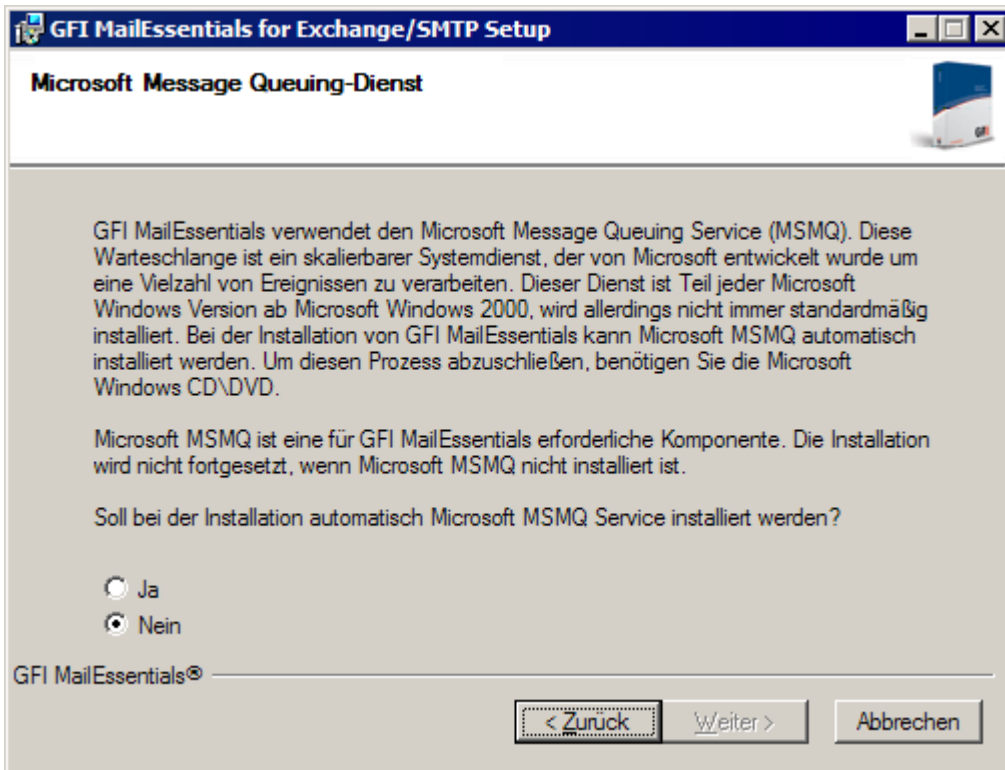 GFI MailEssentials for Exchange/SMTP Setup
Microsoft Message Queuing-Dienst
GFI
GFI MailEssentials verwendet den Microsoft Message Queuing Service (MSMQ). Diese
Warteschlange ist ein skalierbarer Systemdienst, der von Microsoft entwickelt wurde um
eine Vielzahl von Ereignissen zu verarbeiten. Dieser Dienst ist Teil jeder Microsoft
Windows Version ab Microsoft Windows 2000, wird allerdings nicht immer standardmäßig
installiert. Bei der Installation von GFI MailEssentials kann Microsoft MSMQ automatisch
installiert werden. Um diesen Prozess abzuschließen, benötigen Sie die Microsoft
Windows CD\DVD.
Microsoft MSMQ ist eine für GFI MailEssentials erforderliche Komponente. Die Installation
wird nicht fortgesetzt, wenn Microsoft MSMQ nicht installiert ist.
Soll bei der Installation automatisch Microsoft MSMQ Service installiert werden?
Ja
Nein
GFI MailEssentials®
< Zurück Weiter > Abbrechen